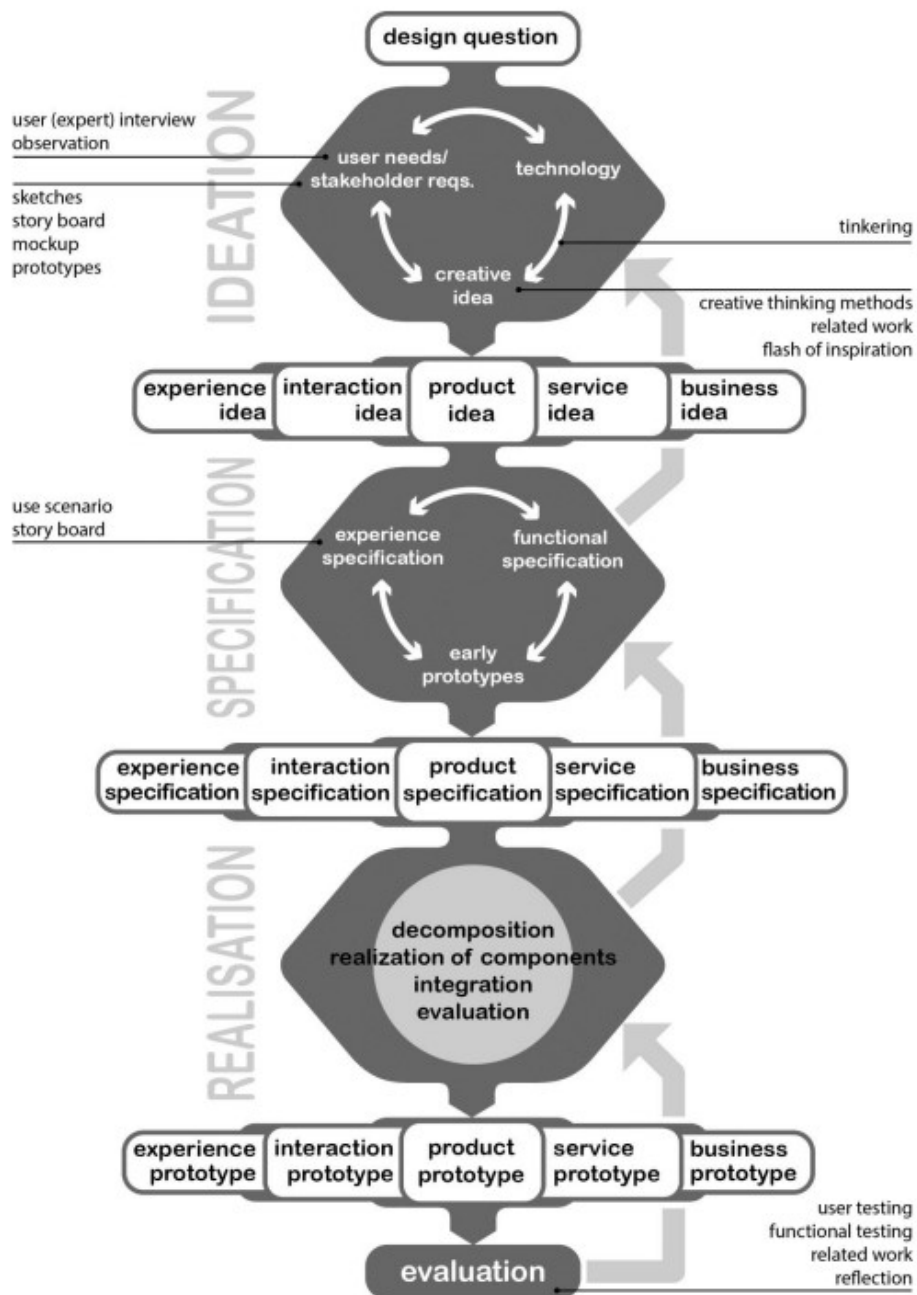 design question
IDEATION
user (expert) interview
observation
user needs/
stakeholder reqs.
technology
sketches
story board
mockup
prototypes
tinkering
creative
idea
creative thinking methods
related work
flash of inspiration
experience
idea
interaction
idea
product
idea
service
idea
business
idea
SPECIFICATION
use scenario
story board
experience
specification
functional
specification
early
prototypes
experience
specification
interaction
specification
product
specification
service
specification
business
specification
REALISATION
decomposition
realization of components
integration
evaluation
experience
prototype
interaction
prototype
product
prototype
service
prototype
business
prototype
user testing
functional testing
related work
reflection
evaluation